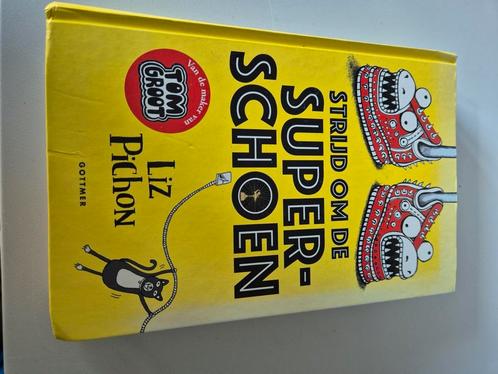 STRIJD OM DE
SUPER-
SCHOEN
Van de maker van
TOM
GROOT
Liz
Pichon
GOTTMER